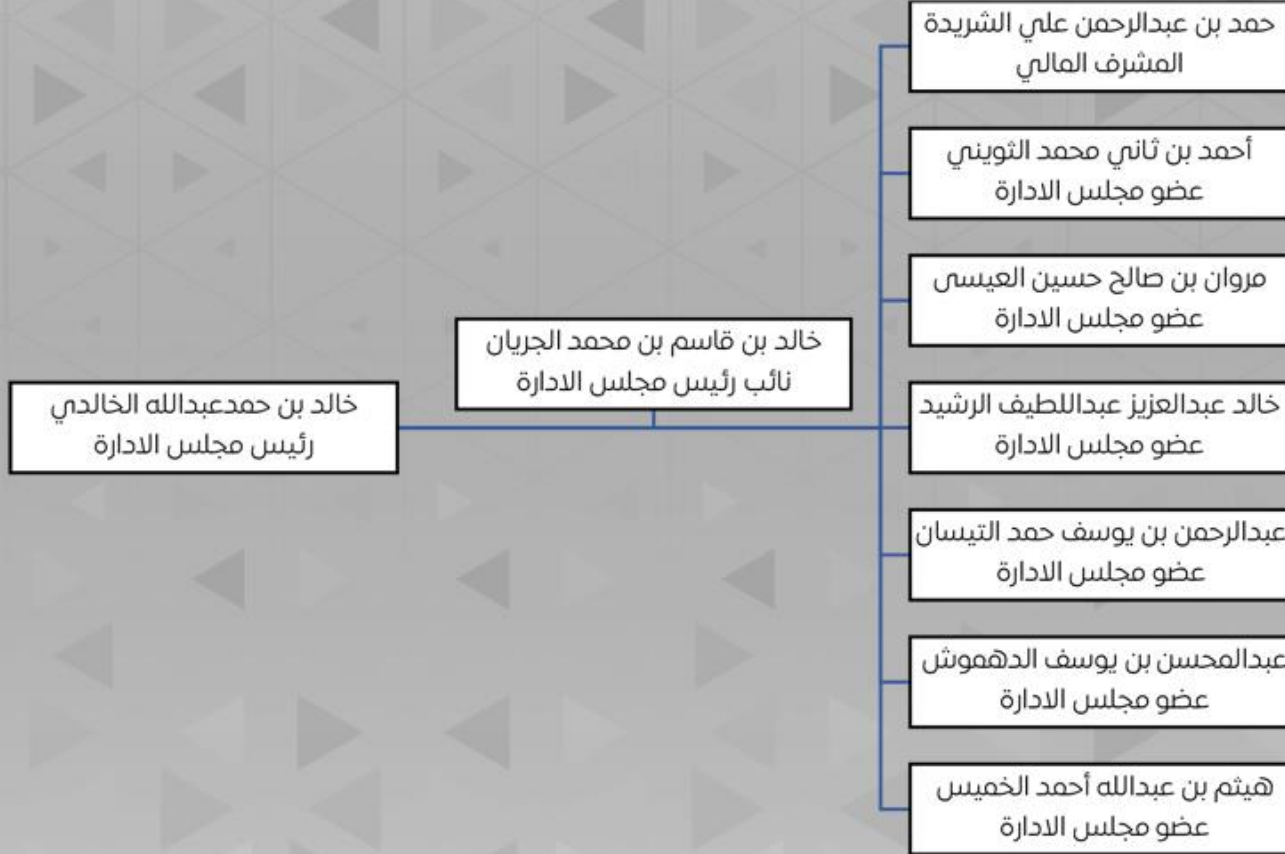 حمد بن عبدالرحمن علي الشريدة
المشرف المالي
أحمد بن ثاني محمد الثويني
عضو مجلس الادارة
مروان بن صالح حسين العيسى
عضو مجلس الادارة
خالد بن قاسم بن محمد الجريان
نائب رئيس مجلس الادارة
خالد بن حمدعبدالله الخالدي
رئيس مجلس الادارة
خالد عبدالعزيز عبداللطيف الرشيد
عضو مجلس الادارة
عبدالرحمن بن يوسف حمد التيسان
عضو مجلس الادارة
عبدالمحسن بن يوسف الدهموش
عضو مجلس الادارة
هيثم بن عبدالله أحمد الخميس
عضو مجلس الادارة